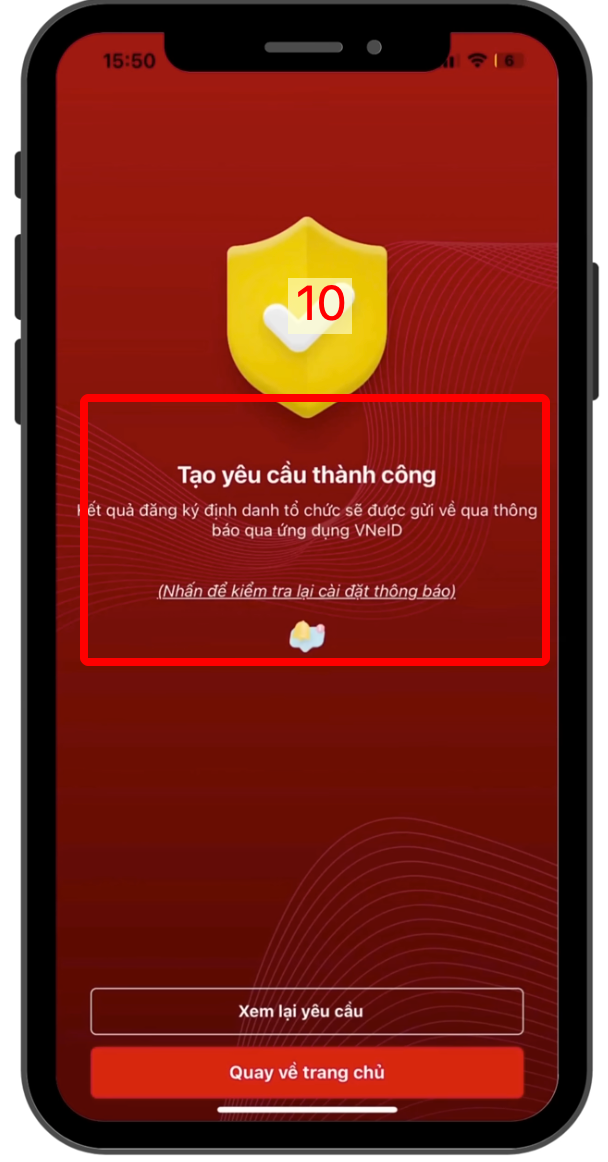 15:50
6
10
Tạo yêu cầu thành công
Kết quả đăng ký định danh tổ chức sẽ được gửi về qua thông
báo qua ứng dụng VNeID
(Nhấn để kiểm tra lại cài đặt thông báo)
Xem lại yêu cầu
Quay về trang chủ